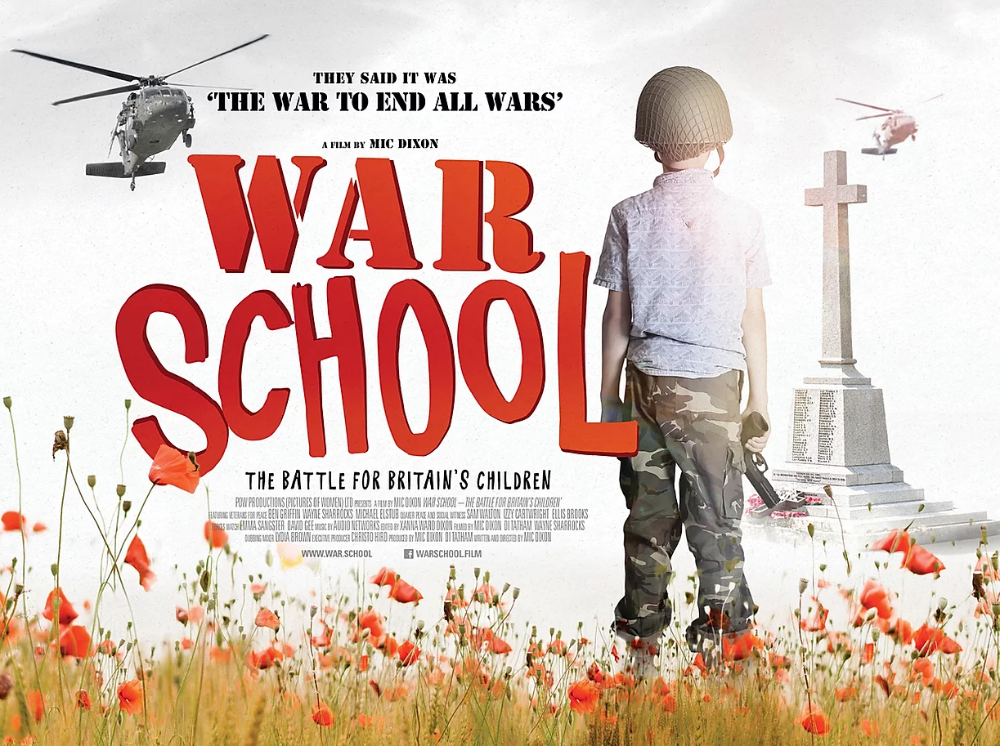 THEY SAID IT WAS
‘THE WAR TO END ALL WARS’
A FILM BY MIC DIXON
WAR
SCHOOL
THE BATTLE FOR BRITAIN'S CHILDREN
POW PRODUCTIONS (PICTURES OF WOMEN) LTD PRESENTS A FILM BY MIC DIXON WAR SCHOOL – THE BATTLE FOR BRITAIN'S CHILDREN'
FEATURING VETERANS FOR PEACE BEN GRIFFIN WAYNE SHARROCKS MICHAEL ELSTUB QUAKER PEACE AND SOCIAL WITNESS SAM WALTON IZZY CARTWRIGHT ELLIS BROOKS
FORCES WATCH EMMA SANGSTER DAVID GEE MUSIC BY AUDIO NETWORKS EDITED BY XANNA WARD DIXON FILMED BY MIC DIXON DI TATHAM WAYNE SHARROCKS
DUBBING MIXER LYDIA BROWN EXECUTIVE PRODUCER CHRISTO HIRD PRODUCED BY MIC DIXON DI TATHAM WRITTEN AND DIRECTED BY MIC DIXON
WWW.WAR.SCHOOL f WARSCHOOL.FILM